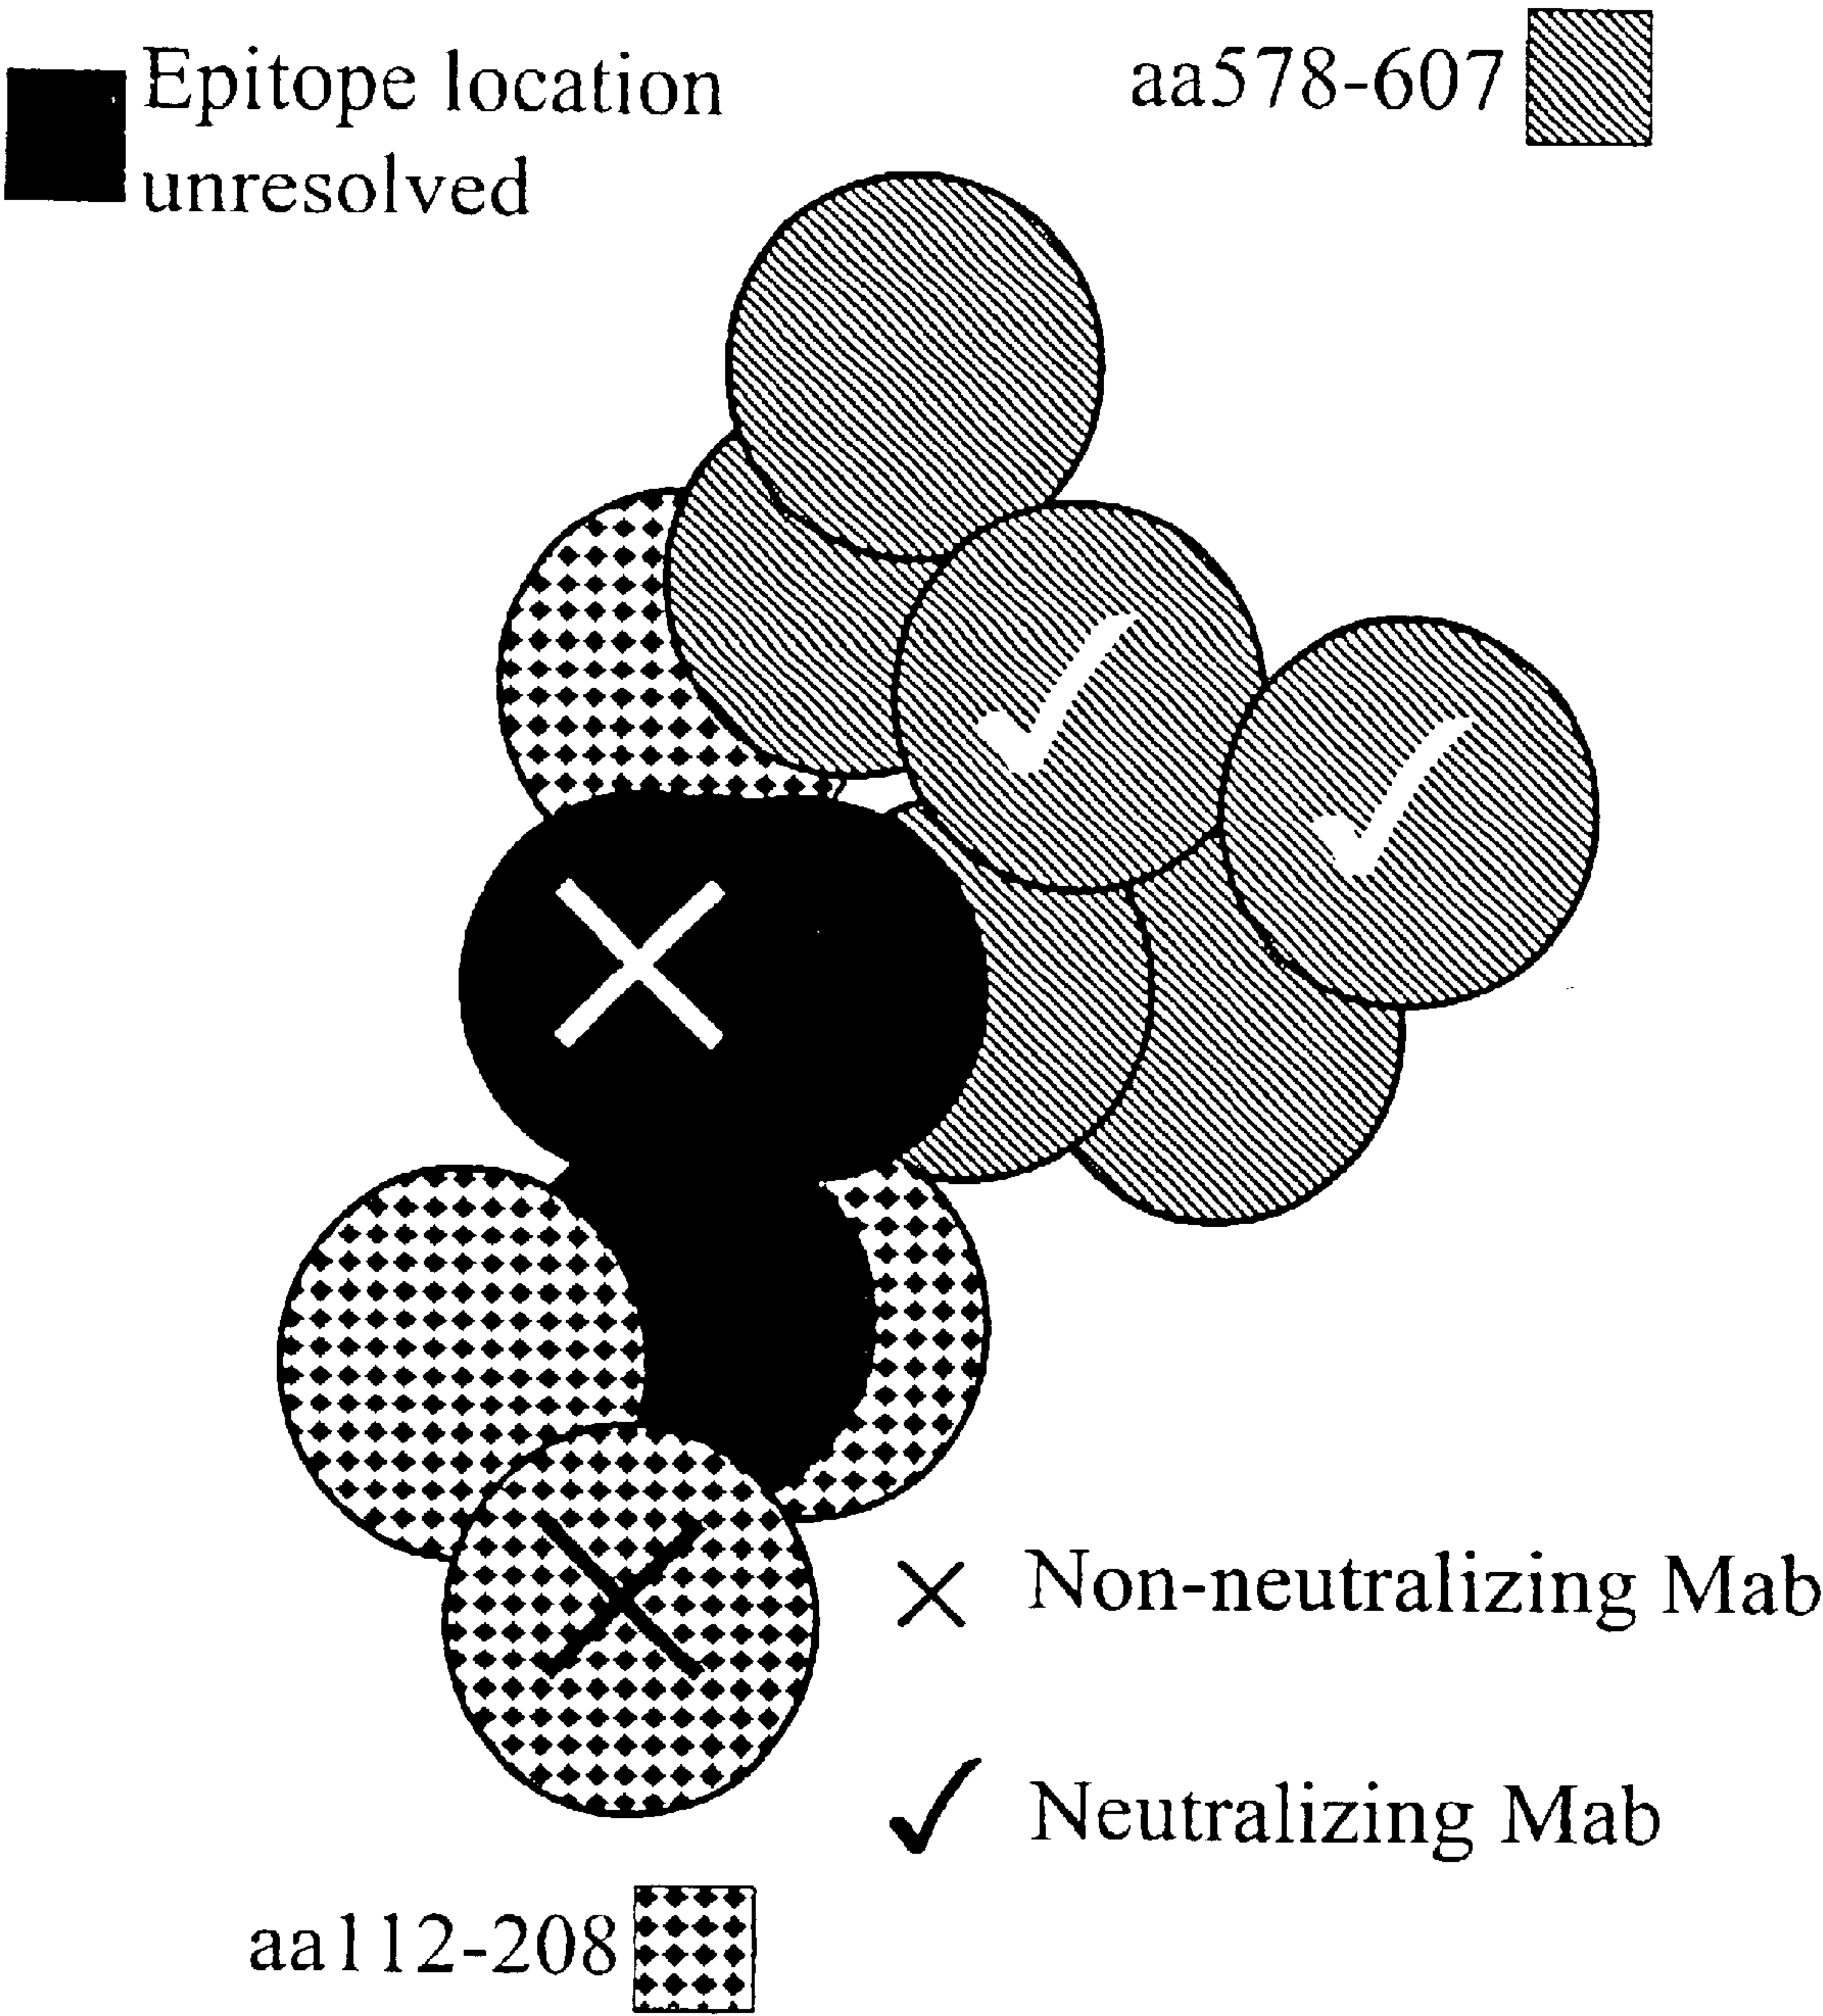 Epitope location
unresolved
aa578-607
Non-neutralizing Mab
Neutralizing Mab
aa112-208